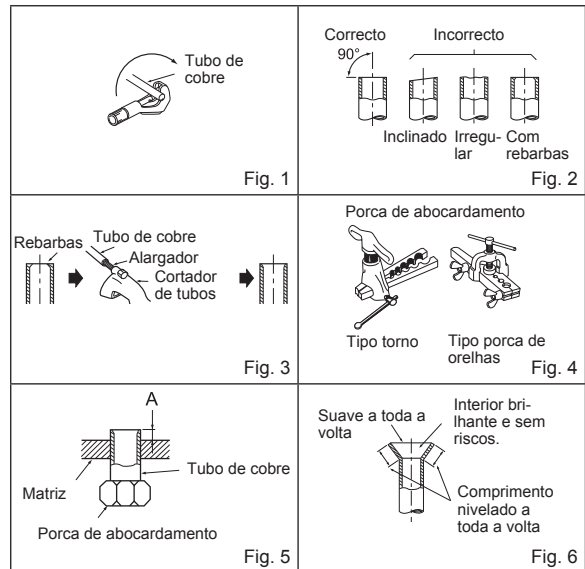 Tubo de
cobre
Fig. 1
Correcto
Incorrecto
90°
Inclinado
Irregu-
lar
Com
rebarbas
Fig. 2
Rebarbas
Tubo de cobre
Alargador
Cortador
de tubos
Fig. 3
Porca de abocardamento
Tipo torno
Tipo porca de
orelhas
Fig. 4
A
Tubo de cobre
Matriz
Porca de abocardamento
Fig. 5
Suave a toda a
volta
Interior bri-
lhante e sem
riscos.
Comprimento
nivelado a
toda a volta
Fig. 6